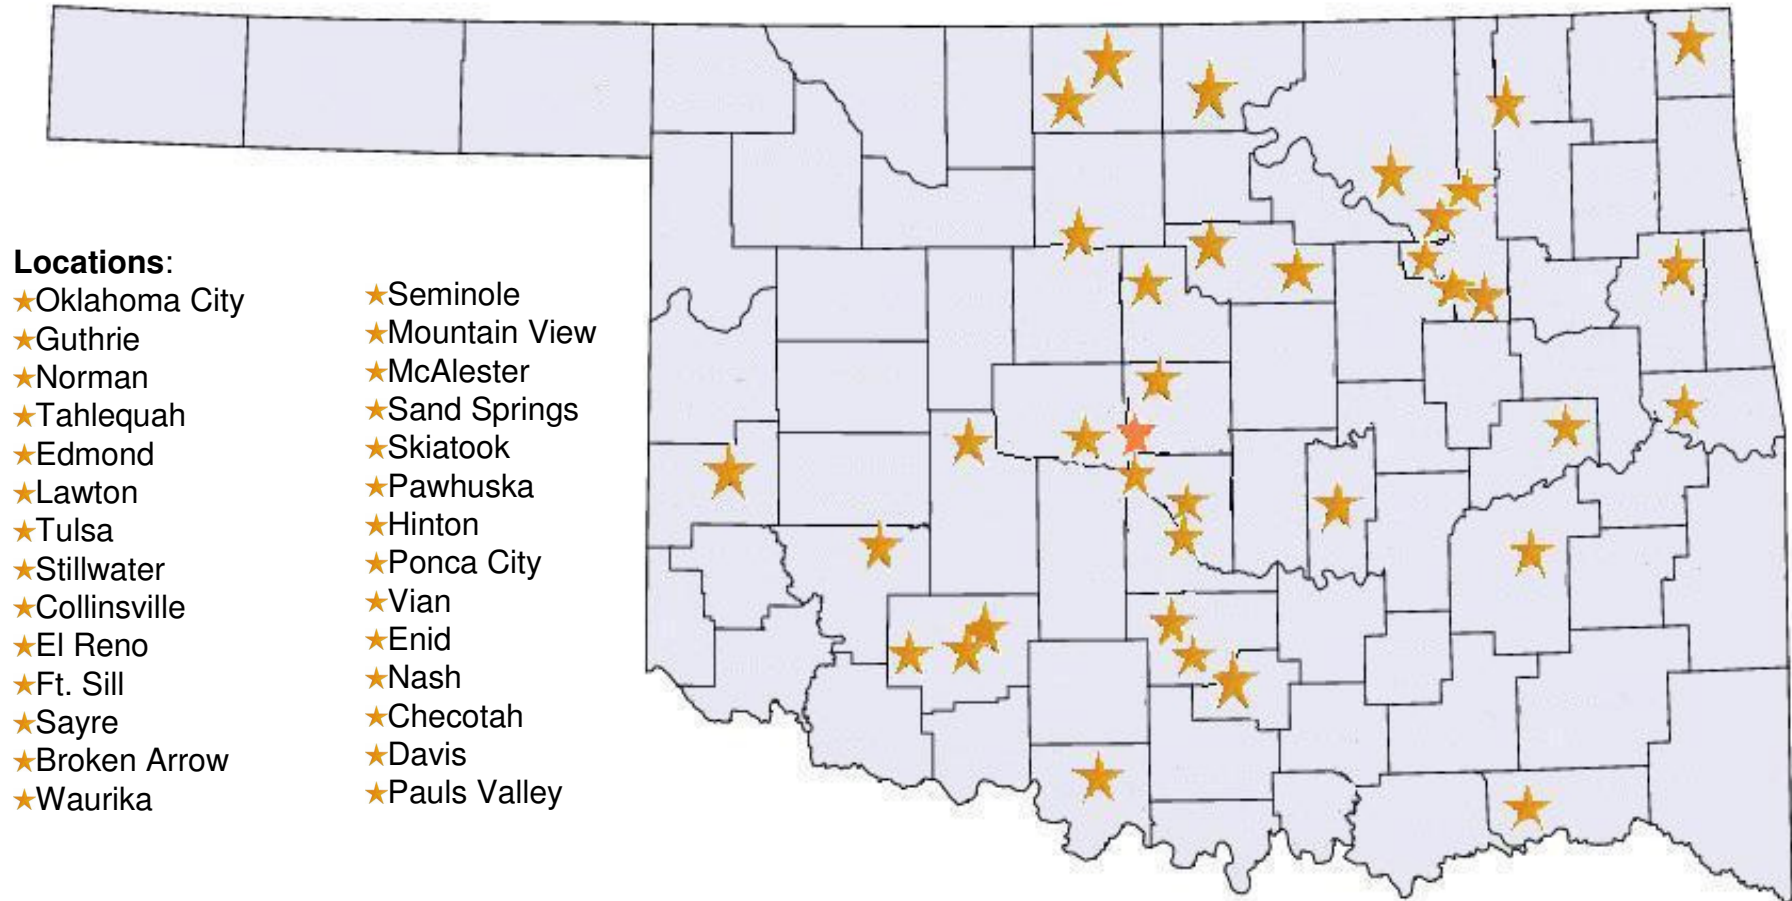 Locations:
Oklahoma City
Guthrie
Norman
Tahlequah
Edmond
Lawton
Tulsa
Stillwater
Collinsville
El Reno
Ft. Sill
Sayre
Broken Arrow
Waurika
Seminole
Mountain View
McAlester
Sand Springs
Skiatook
Pawhuska
Hinton
Ponca City
Vian
Enid
Nash
Checotah
Davis
Pauls Valley